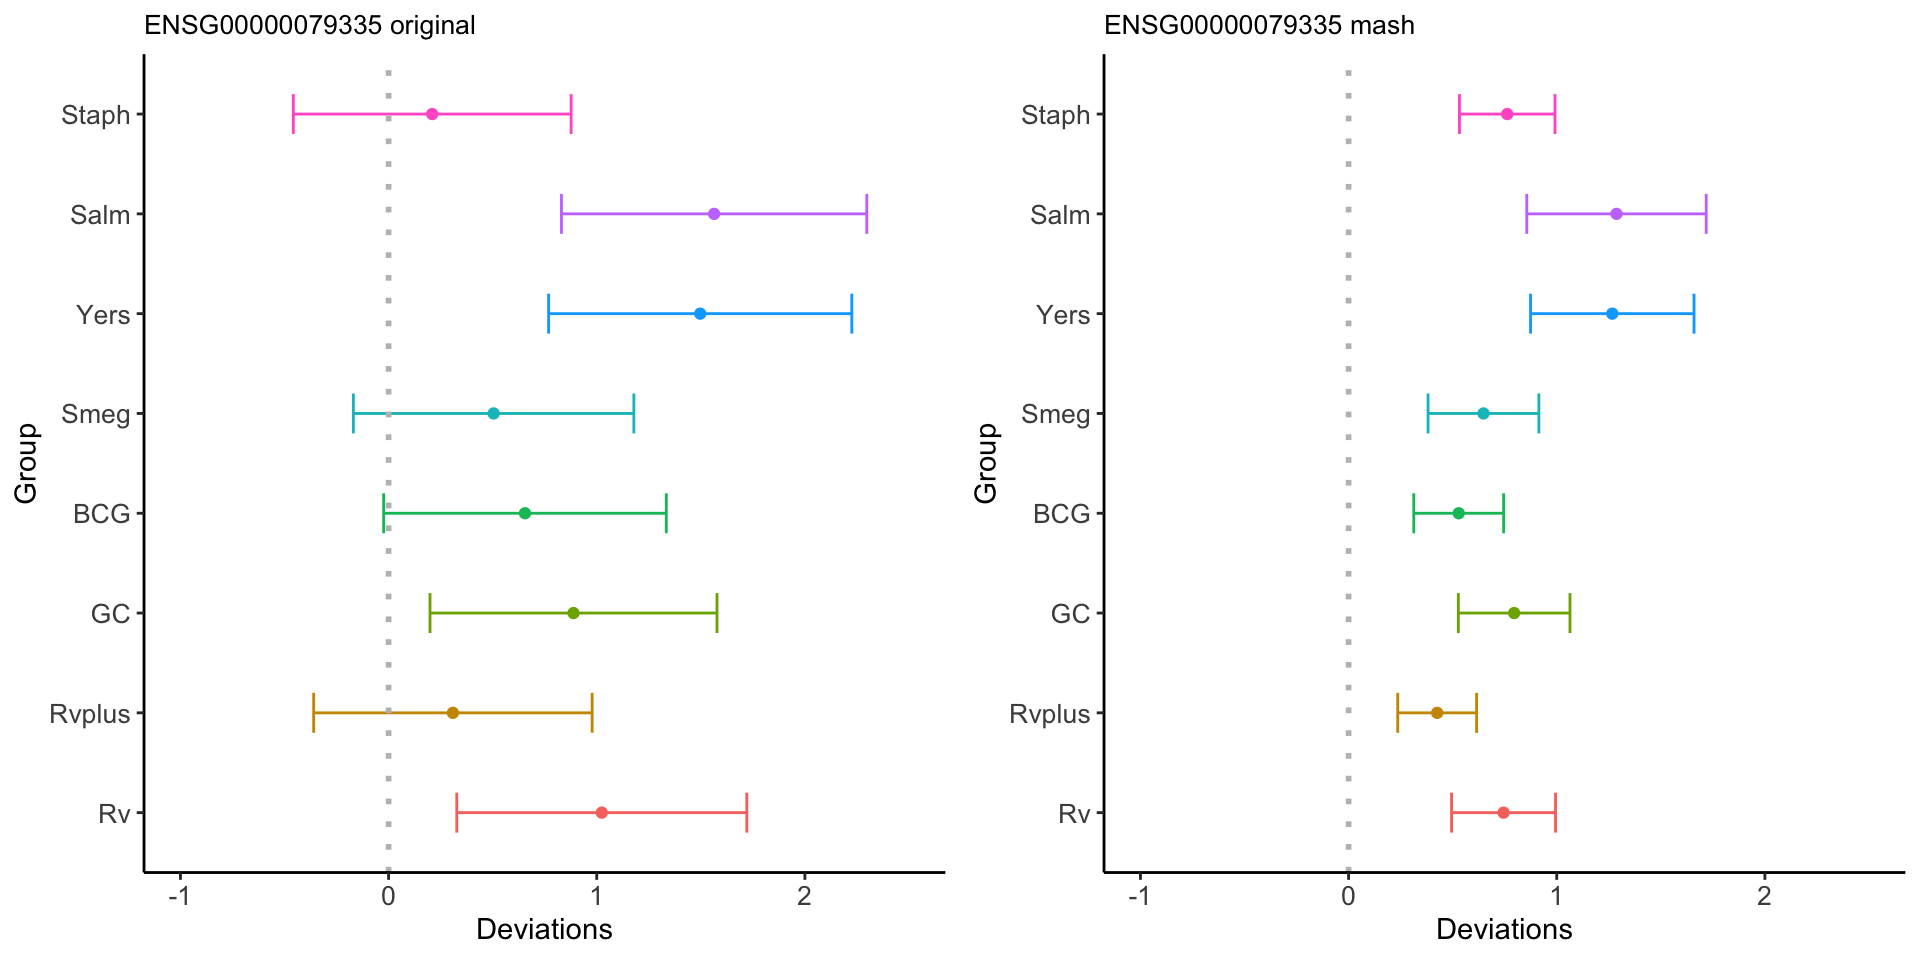 ENSG00000079335 original
Staph
Salm
Yers
Smeg
BCG
GC
Rvplus
Rv
Group
-1 0 1 2
Deviations
ENSG00000079335 mash
Staph
Salm
Yers
Smeg
BCG
GC
Rvplus
Rv
Group
-1 0 1 2
Deviations